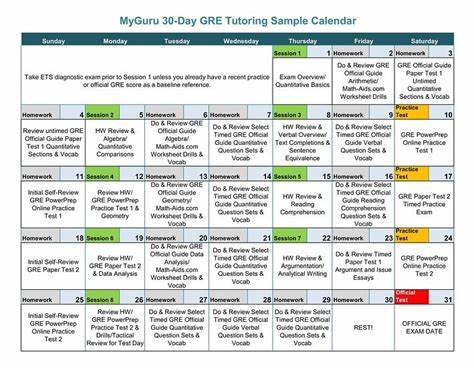 MyGuru 30-Day GRE Tutoring Sample Calendar
Sunday Monday Tuesday Wednesday Thursday Friday Saturday
Session 1 1 Homework 2 Homework 3
Take ETS diagnostic exam prior to Session 1 unless you already have a recent practice
or official GRE score as a baseline reference.
Exam Overview/
Quantitative Basics
Do & Review GRE
Official Guide
Arithmetic/
Math-Aids.com
Worksheet Drills &
Vocab
GRE Official Guide
Paper Test 1
Untimed
Quantitative
Sections & Vocab
Homework 4 Session 2 5 Homework 6 Homework 7 Session 3 8 Homework 9 Practice Test 10
Review untimed GRE
Official Guide Paper
Test 1 Quantitative
Sections & Vocab
HW Review &
Algebra/
Quantitative
Comparisons
Do & Review GRE
Official Guide
Algebra/
Math-Aids.com
Worksheet Drills &
Vocab
Do & Review Select
Timed GRE Official
Guide Quantitative
Question Sets &
Vocab
HW Review &
Verbal Overview/
Text Completions &
Sentence
Equivalence
Do & Review Select
Timed GRE Official
Guide Verbal
Question Sets &
Vocab
GRE PowerPrep
Online Practice
Test 1
Homework 11 Session 4 12 Homework 13 Homework 14 Session 5 15 Homework 16 Practice Test 17
Initial Self-Review
GRE PowerPrep
Online Practice
Test 1
Review HW/
GRE PowerPrep
Online Practice
Test 1 & Geometry
Do & Review GRE
Official Guide
Geometry/
Math-Aids.com
Worksheet Drills &
Vocab
Do & Review Select
Timed GRE Official
Guide Quantitative
Question Sets &
Vocab
HW Review &
Reading
Comprehension
Do & Review Select
Timed GRE Official
Guide Reading
Comprehension
Question Sets &
Vocab
GRE Paper Test 2
Timed Practice
Exam
Homework 18 Session 6 19 Homework 20 Homework 21 Session 7 22 Homework 23 Practice Test 24
Initial Self-Review
GRE Paper Test 2
HW Review &
GRE Paper Test 2
& Data Analysis
Do & Review GRE
Official Guide Data
Analysis/
Math-Aids.com
Worksheet Drills &
Vocab
Do & Review Select
Timed GRE Official
Guide Quantitative
Question Sets &
Vocab
HW Review &
Argumentation/
Analytical Writing
Do & Review Timed
Paper Test 1
Argument and Issue
Essays
GRE PowerPrep
Online Practice
Test 2
Homework 25 Session 8 26 Homework 27 Homework 28 Homework 29 Homework 30 Official Test 31
Initial Self-Review
GRE PowerPrep
Online Practice
Test 2
Review HW/
GRE PowerPrep
Practice Test 2 &
Drills/Tactical
Review for Test Day
Do & Review Select
Timed GRE Official
Guide Quantitative
Question Sets &
Vocab
Do & Review Select
Timed GRE Official
Guide Verbal
Question Sets &
Vocab
Do & Review Select
Timed GRE Official
Guide Quantitative
Question Sets &
Vocab
REST!
OFFICIAL GRE
EXAM DATE